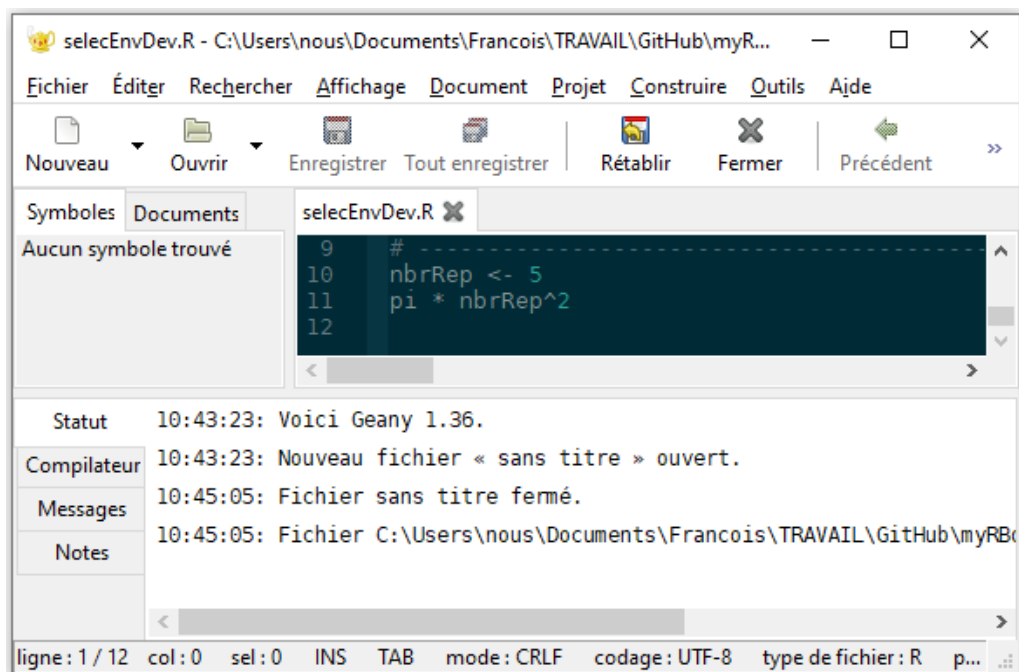 selecEnvDev.R - C:\Users\nous\Documents\Francois\TRAVAIL\GitHub\myR...
Fichier Éditer Rechercher Affichage Document Projet Construire Outils Aide
Nouveau Ouvrir Enregistrer Tout enregistrer Rétablir Fermer Précédent »
Symboles Documents
Aucun symbole trouvé
selecEnvDev.R
9 # ------------------------------------------
10 nbrRep <- 5
11 pi * nbrRep^2
12
Statut
Compilateur
Messages
Notes
10:43:23: Voici Geany 1.36.
10:43:23: Nouveau fichier « sans titre » ouvert.
10:45:05: Fichier sans titre fermé.
10:45:05: Fichier C:\Users\nous\Documents\Francois\TRAVAIL\GitHub\myRBo
ligne : 1 / 12 col : 0 sel : 0 INS TAB mode : CRLF codage : UTF-8 type de fichier : R p...